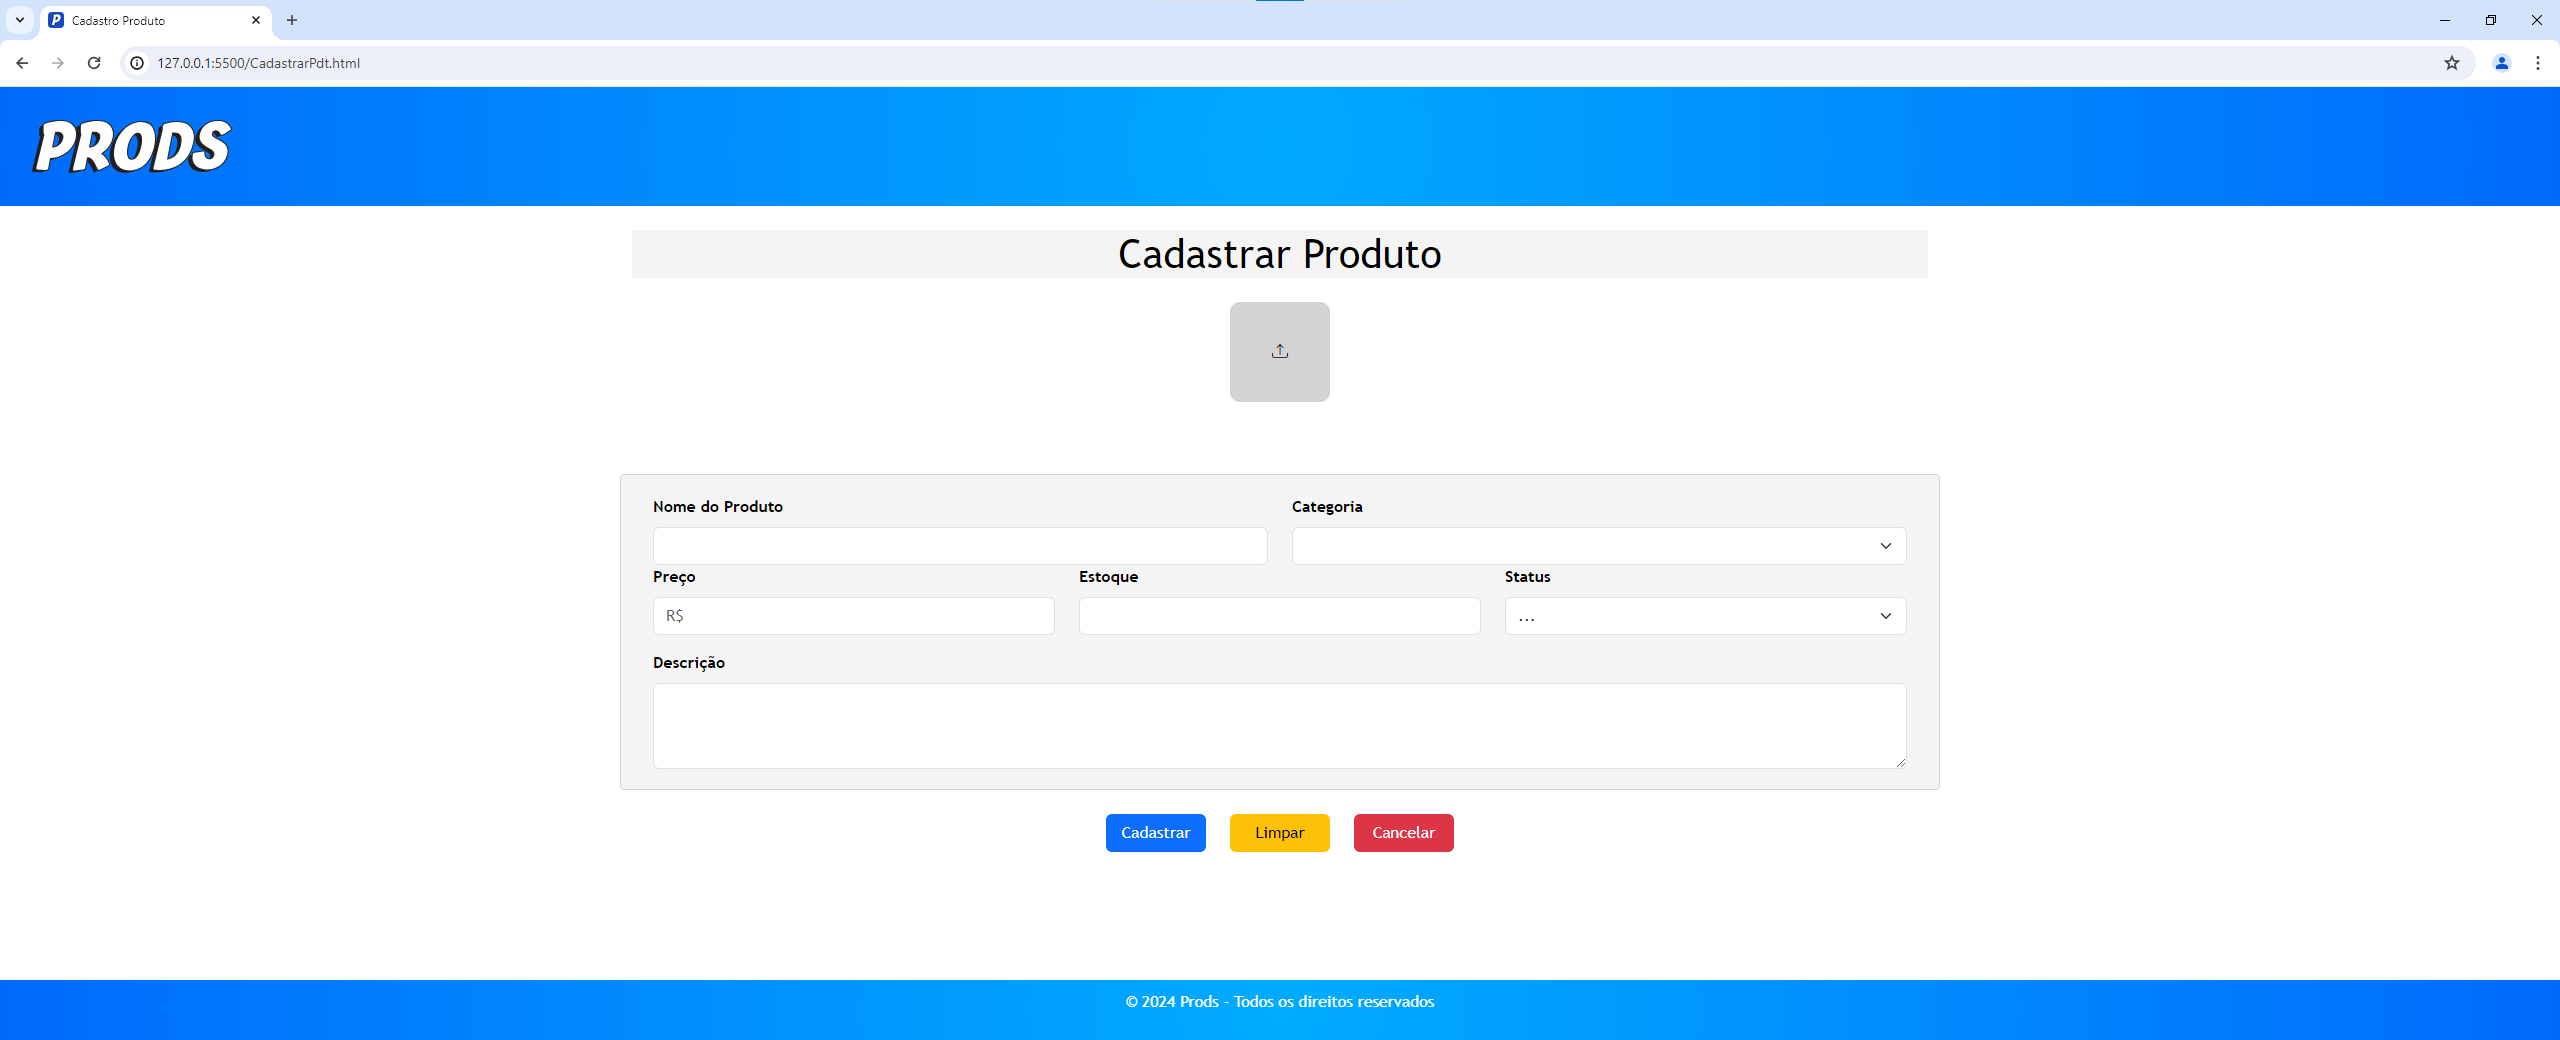 Cadastro Produto
127.0.0.1:5500/CadastrarPdt.html
PRODS
Cadastrar Produto
Nome do Produto
Categoria
Preço
Estoque
Status
R$
...
Descrição
Cadastrar
Limpar
Cancelar
© 2024 Prods - Todos os direitos reservados